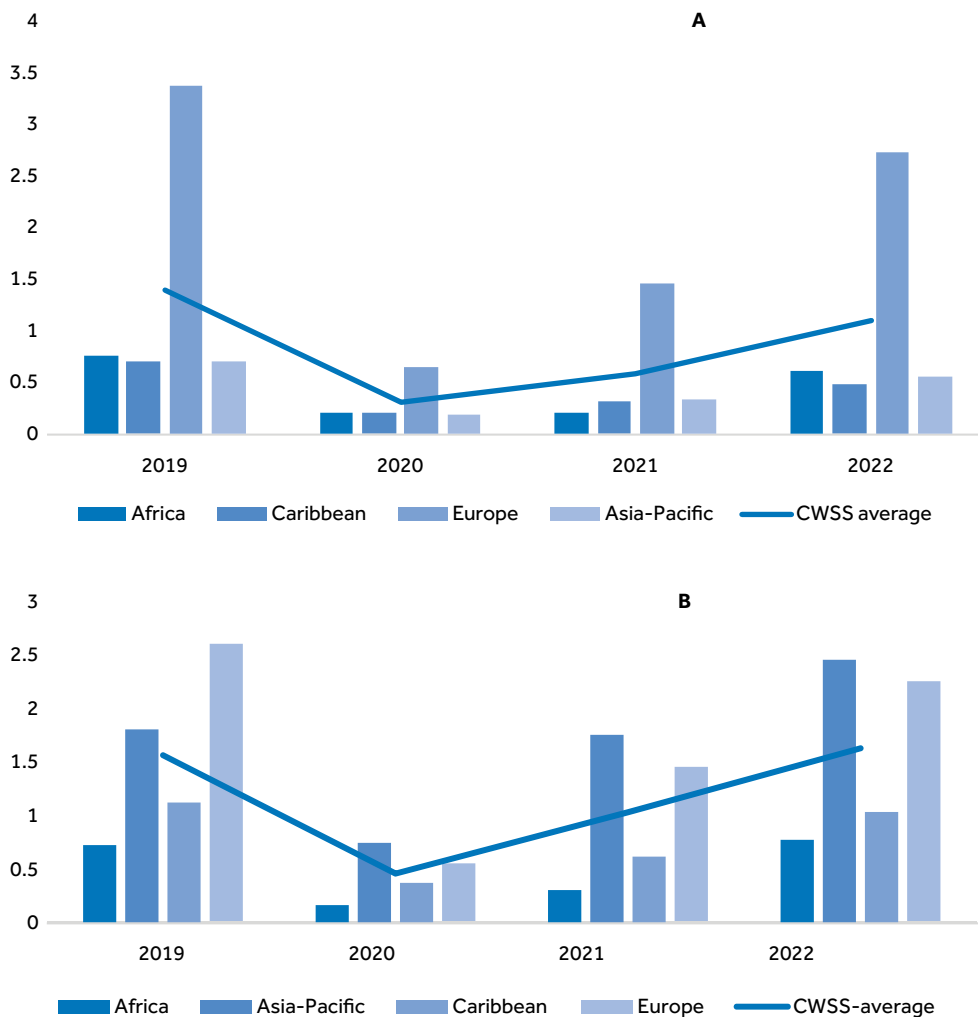 A
4
3.5
3
2.5
2
1.5
1
0.5
0
2019 2020 2021 2022
Africa Caribbean Europe Asia-Pacific CWSS average
B
3
2.5
2
1.5
1
0.5
0
2019 2020 2021 2022
Africa Asia-Pacific Caribbean Europe CWSS-average